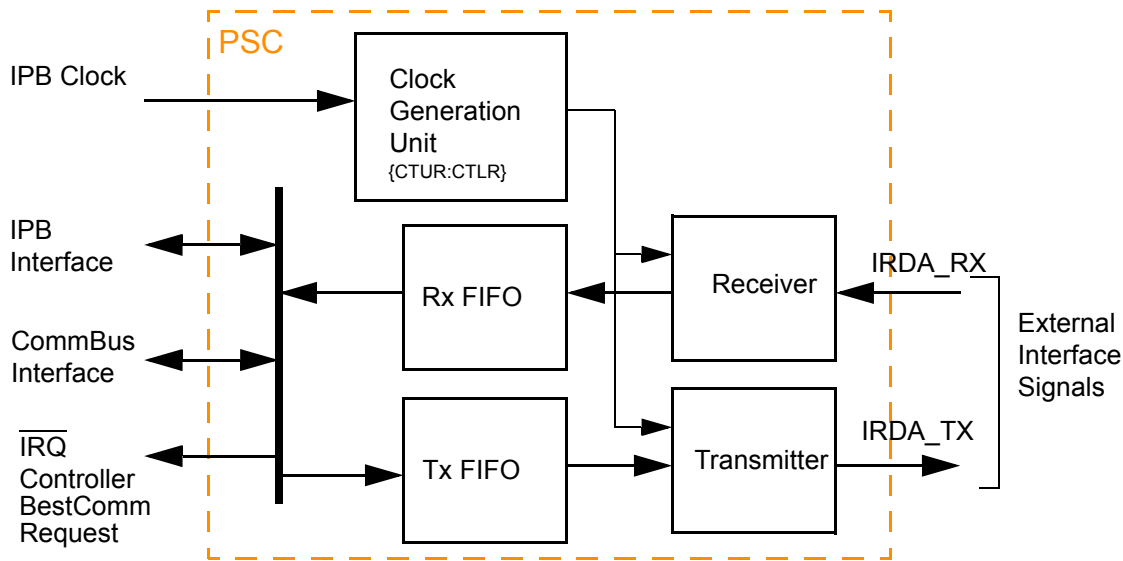 PSC
IPB Clock
Clock
Generation
Unit
{CTUR:CTLR}
IPB
Interface
Rx FIFO
Receiver
IRDA_RX
CommBus
Interface
External
Interface
Signals
IRQ
Controller
BestComm
Request
Tx FIFO
Transmitter
IRDA_TX